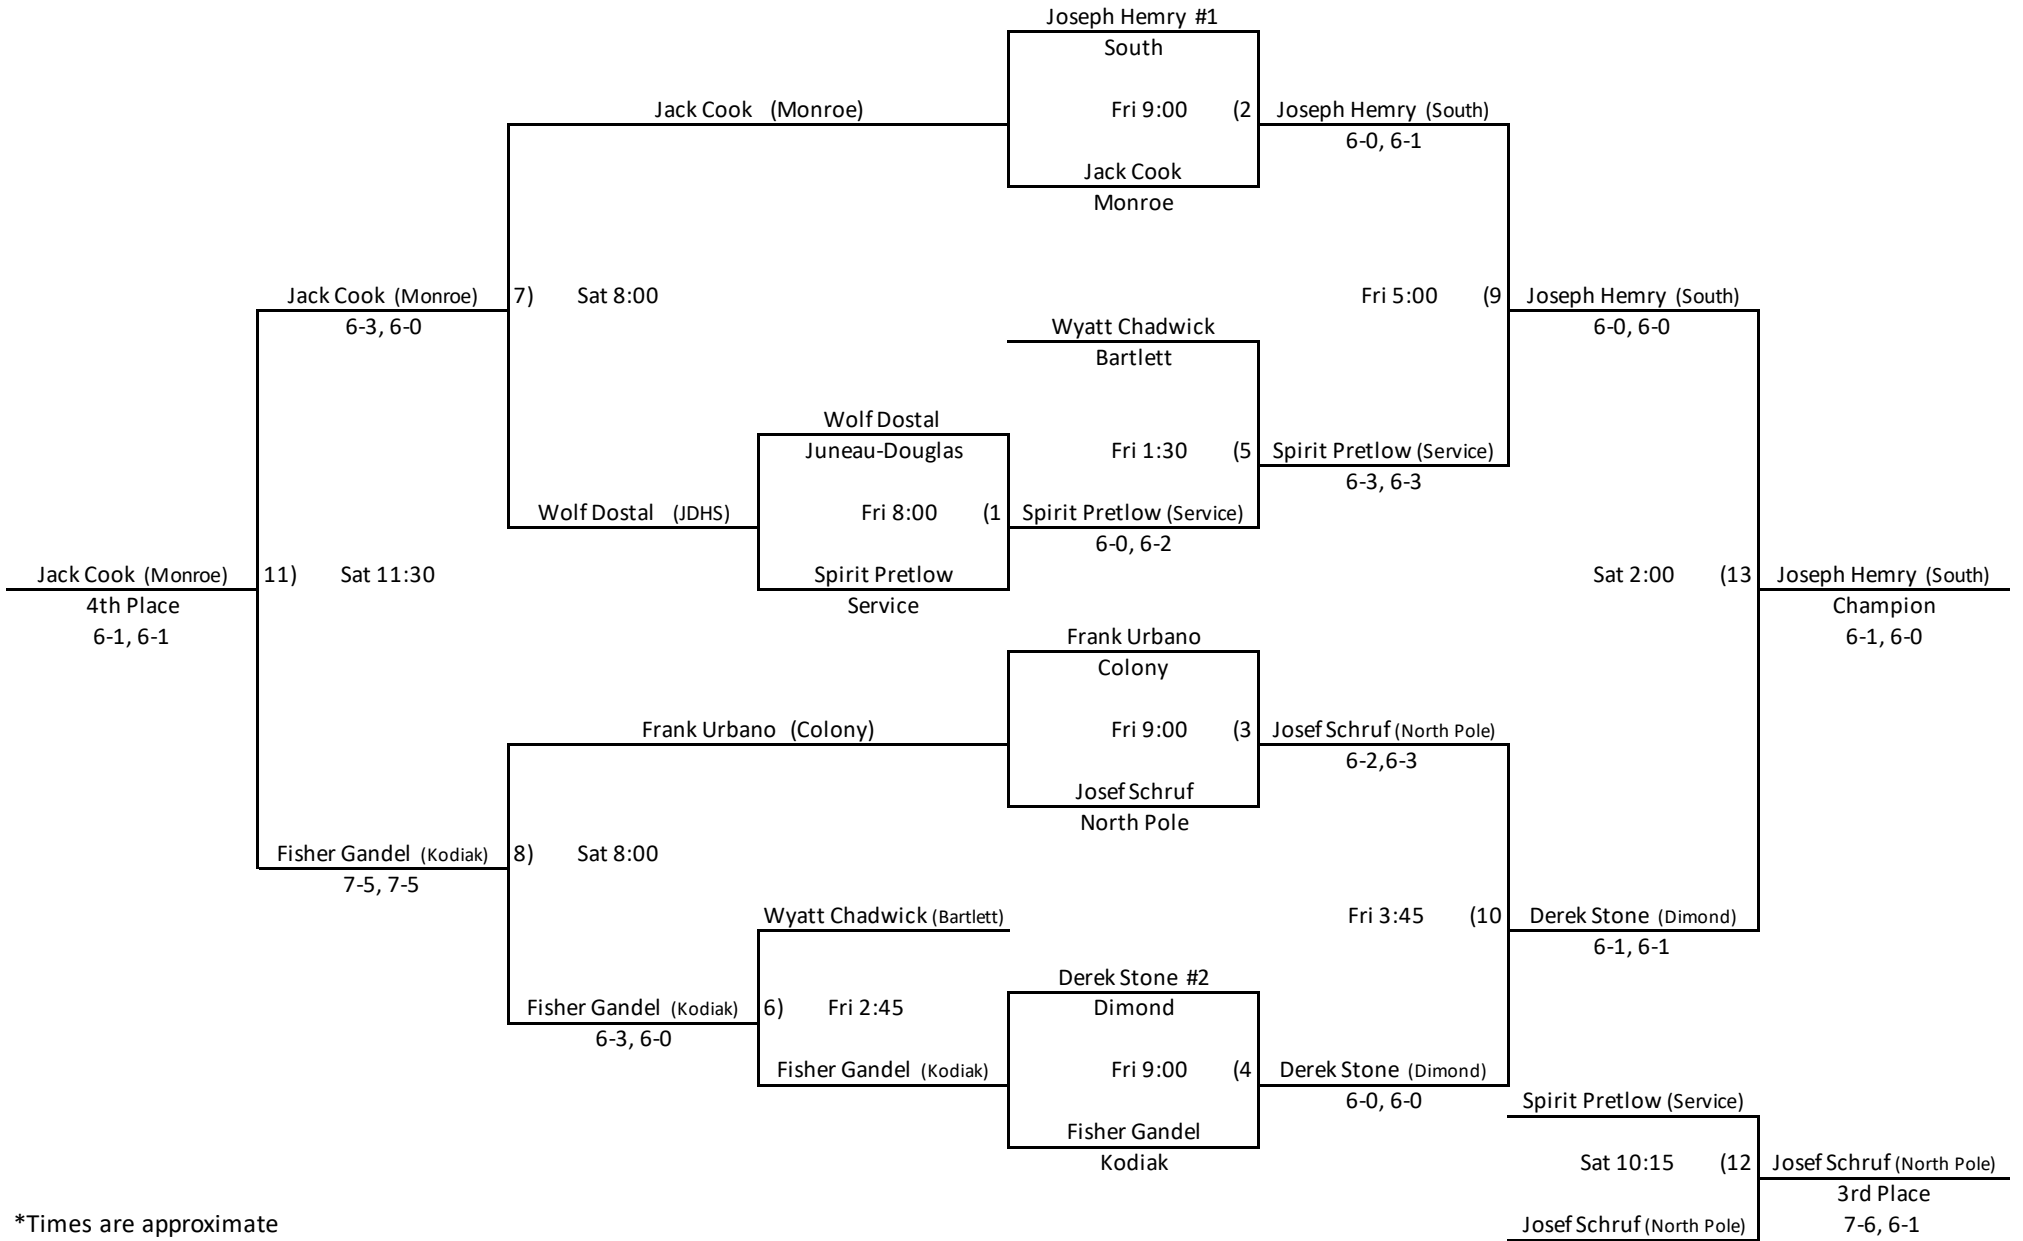 Joseph Hemry #1
South
Jack Cook (Monroe)
Fri 9:00 (2
Joseph Hemry (South)
6-0, 6-1
Jack Cook
Monroe
Jack Cook (Monroe)
7) Sat 8:00
Fri 5:00 (9
Joseph Hemry (South)
6-3, 6-0
6-0, 6-0
Wyatt Chadwick
Bartlett
Wolf Dostal
Juneau-Douglas
Fri 1:30 (5
Spirit Pretlow (Service)
6-3, 6-3
Wolf Dostal (JDHS)
Fri 8:00 (1
Spirit Pretlow (Service)
6-0, 6-2
Jack Cook (Monroe)
11) Sat 11:30
Spirit Pretlow
Sat 2:00 (13
Joseph Hemry (South)
4th Place
Service
Champion
6-1, 6-1
6-1, 6-0
Frank Urbano
Colony
Frank Urbano (Colony)
Fri 9:00 (3
Josef Schruf (North Pole)
6-2,6-3
Josef Schruf
North Pole
Fisher Gandel (Kodiak)
8) Sat 8:00
7-5, 7-5
Wyatt Chadwick (Bartlett)
Fri 3:45 (10
Derek Stone (Dimond)
6-1, 6-1
Derek Stone #2
Dimond
Fisher Gandel (Kodiak)
6) Fri 2:45
6-3, 6-0
Fisher Gandel (Kodiak)
Fri 9:00 (4
Derek Stone (Dimond)
6-0, 6-0
Spirit Pretlow (Service)
Fisher Gandel
Kodiak
Sat 10:15 (12
Josef Schruf (North Pole)
3rd Place
*Times are approximate
Josef Schruf (North Pole)
7-6, 6-1